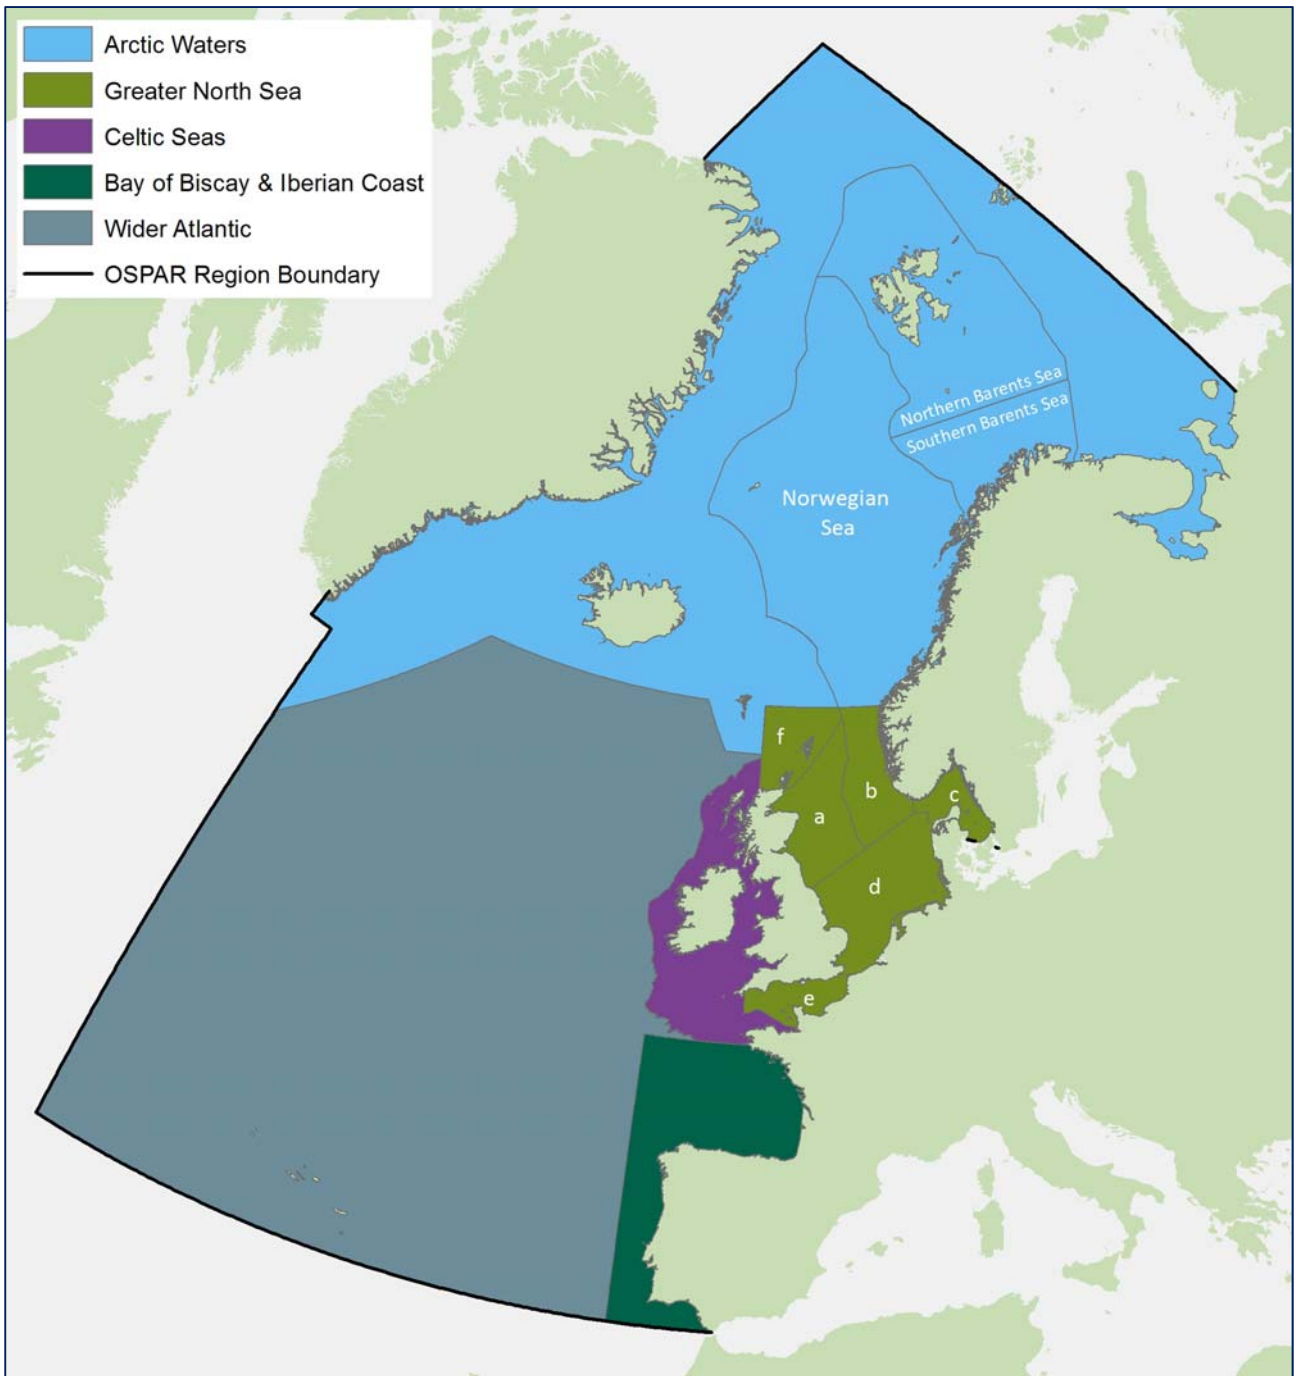 Arctic Waters
Greater North Sea
Celtic Seas
Bay of Biscay & Iberian Coast
Wider Atlantic
OSPAR Region Boundary
Northern Barents Sea
Southern Barents Sea
Norwegian
Sea
f
b
c
a
d
e